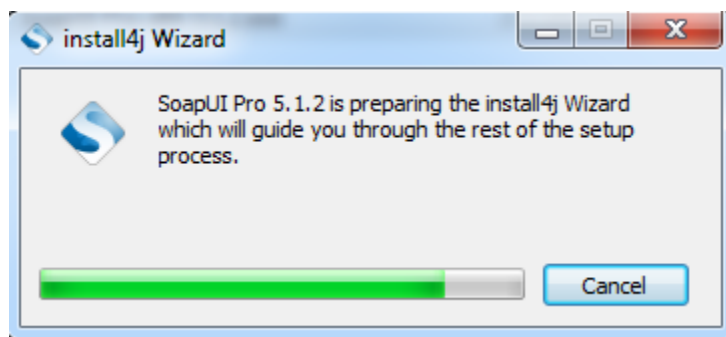 install4j Wizard
SoapUI Pro 5.1.2 is preparing the install4j Wizard
which will guide you through the rest of the setup
process.
Cancel